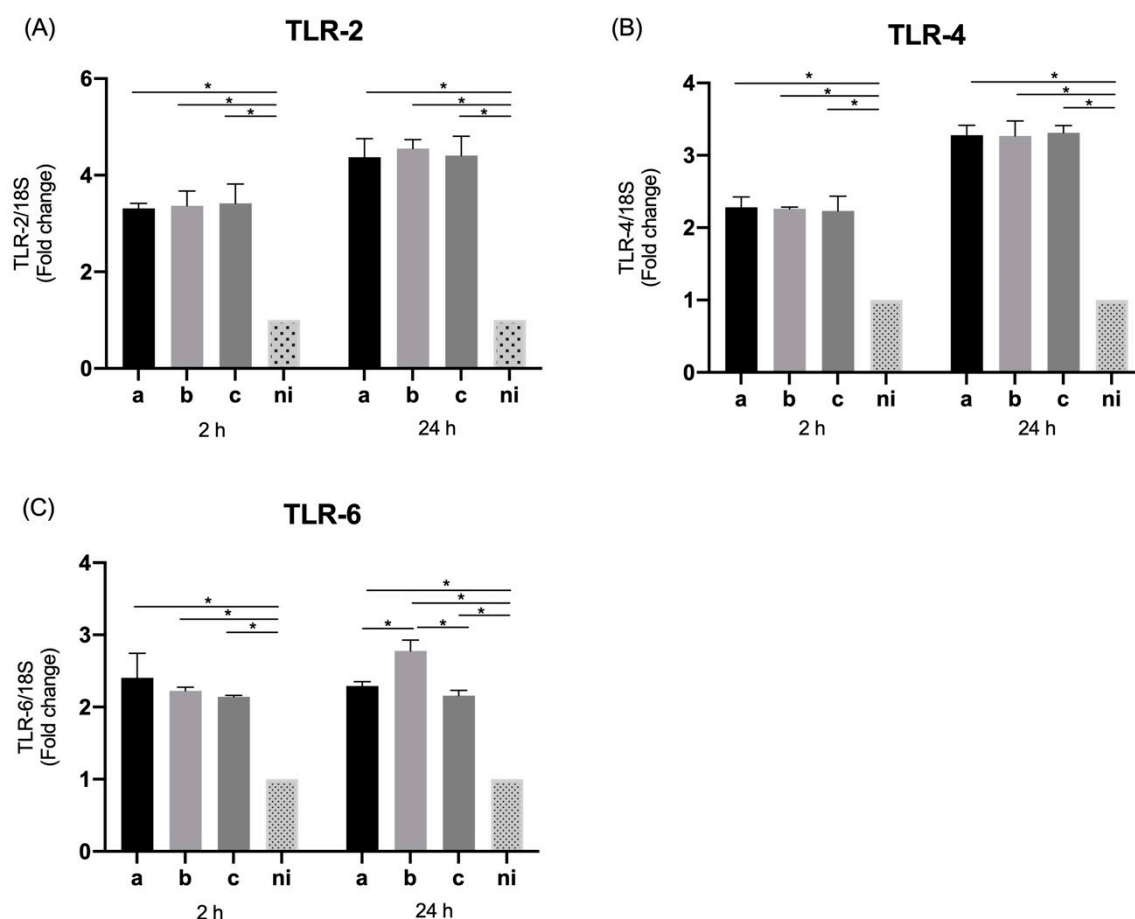 (A)
TLR-2
TLR-2/18S
(Fold change)
6
4
2
0
*
*
*
*
*
*
a b c ni a b c ni
2 h 24 h
(B)
TLR-4
TLR-4/18S
(Fold change)
4
3
2
1
0
*
*
*
*
*
*
a b c ni a b c ni
2 h 24 h
(C)
TLR-6
TLR-6/18S
(Fold change)
4
3
2
1
0
*
*
*
*
*
*
* *
a b c ni a b c ni
2 h 24 h